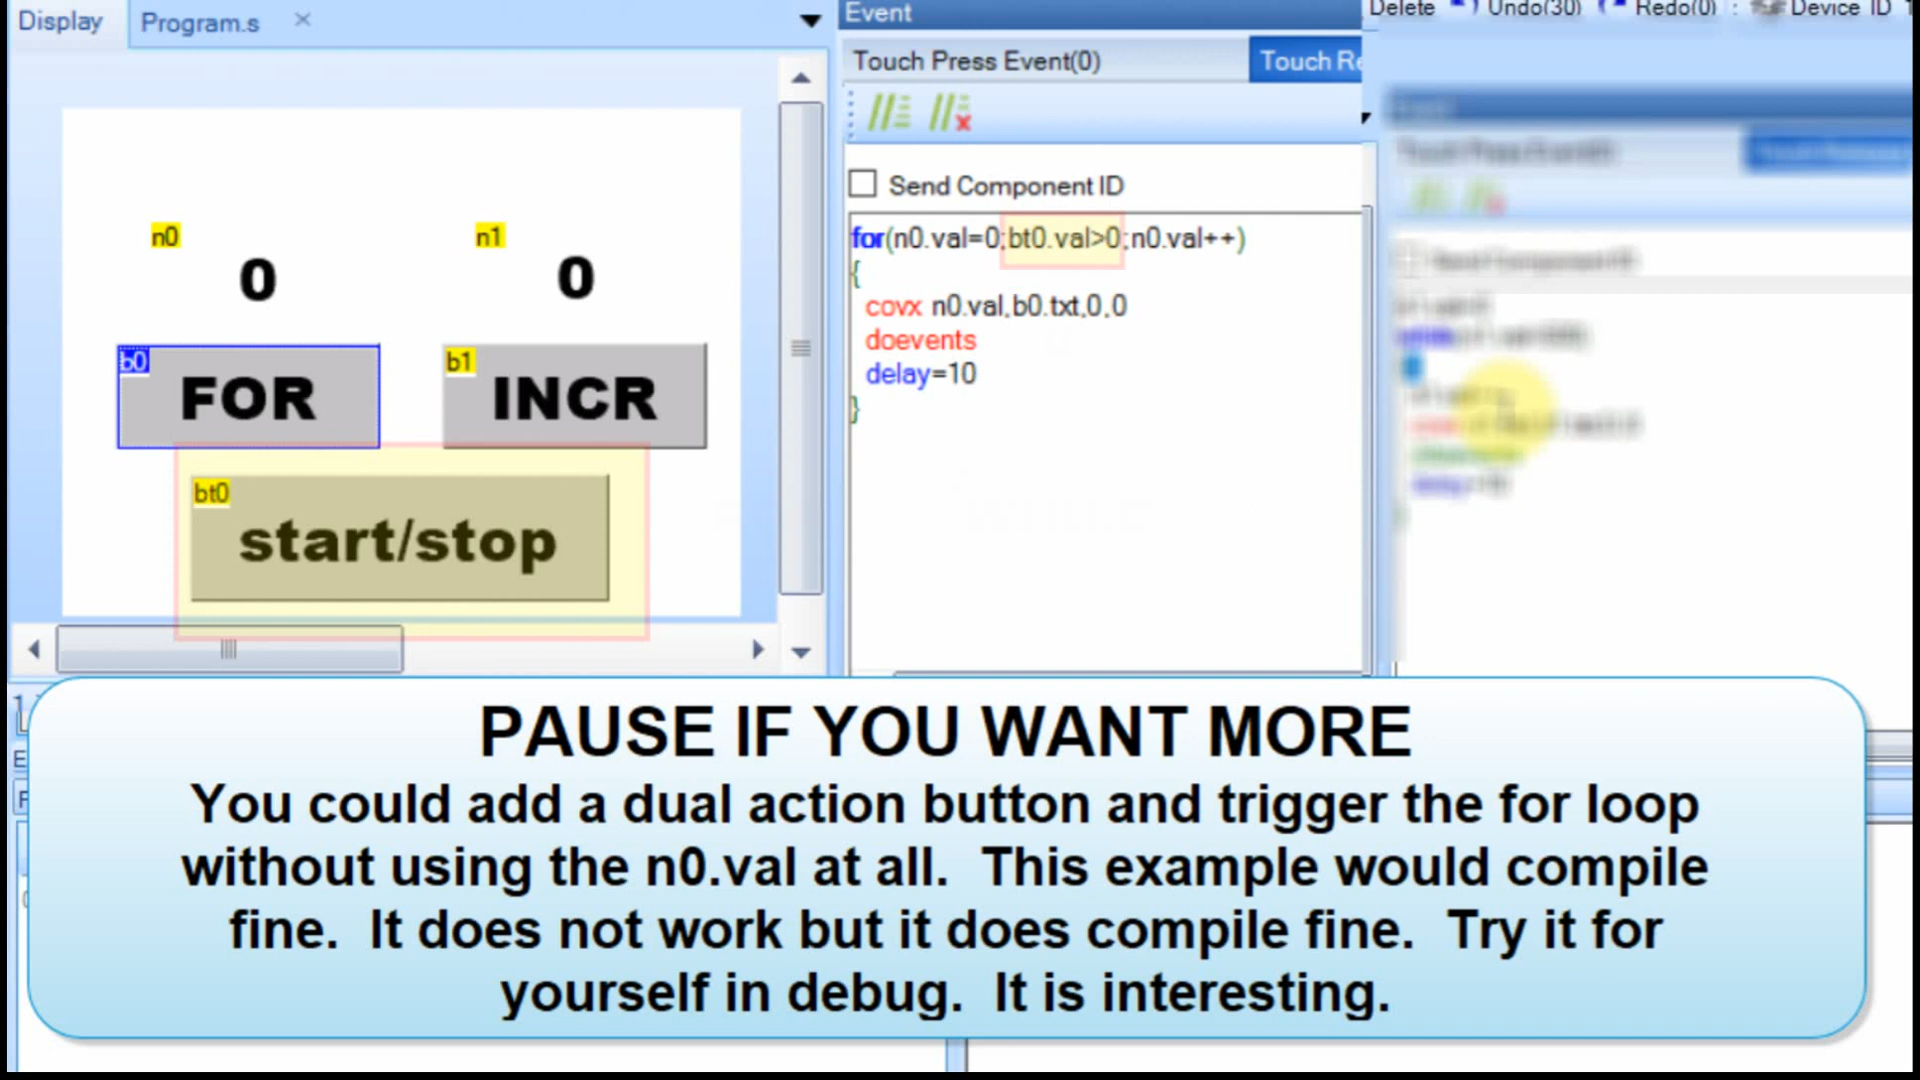 Display
Program.s
Event
Delete
Undo(30)
Redo(0)
:
Device ID
Touch Press Event(0)
Touch Re
Send Component ID
n0
0
n1
0
b0
FOR
b1
INCR
bt0
start/stop
for(n0.val=0;bt0.val>0;n0.val++)
{
covx n0.val,b0.txt,0,0
doevents
delay=10
}
PAUSE IF YOU WANT MORE
You could add a dual action button and trigger the for loop
without using the n0.val at all. This example would compile
fine. It does not work but it does compile fine. Try it for
yourself in debug. It is interesting.